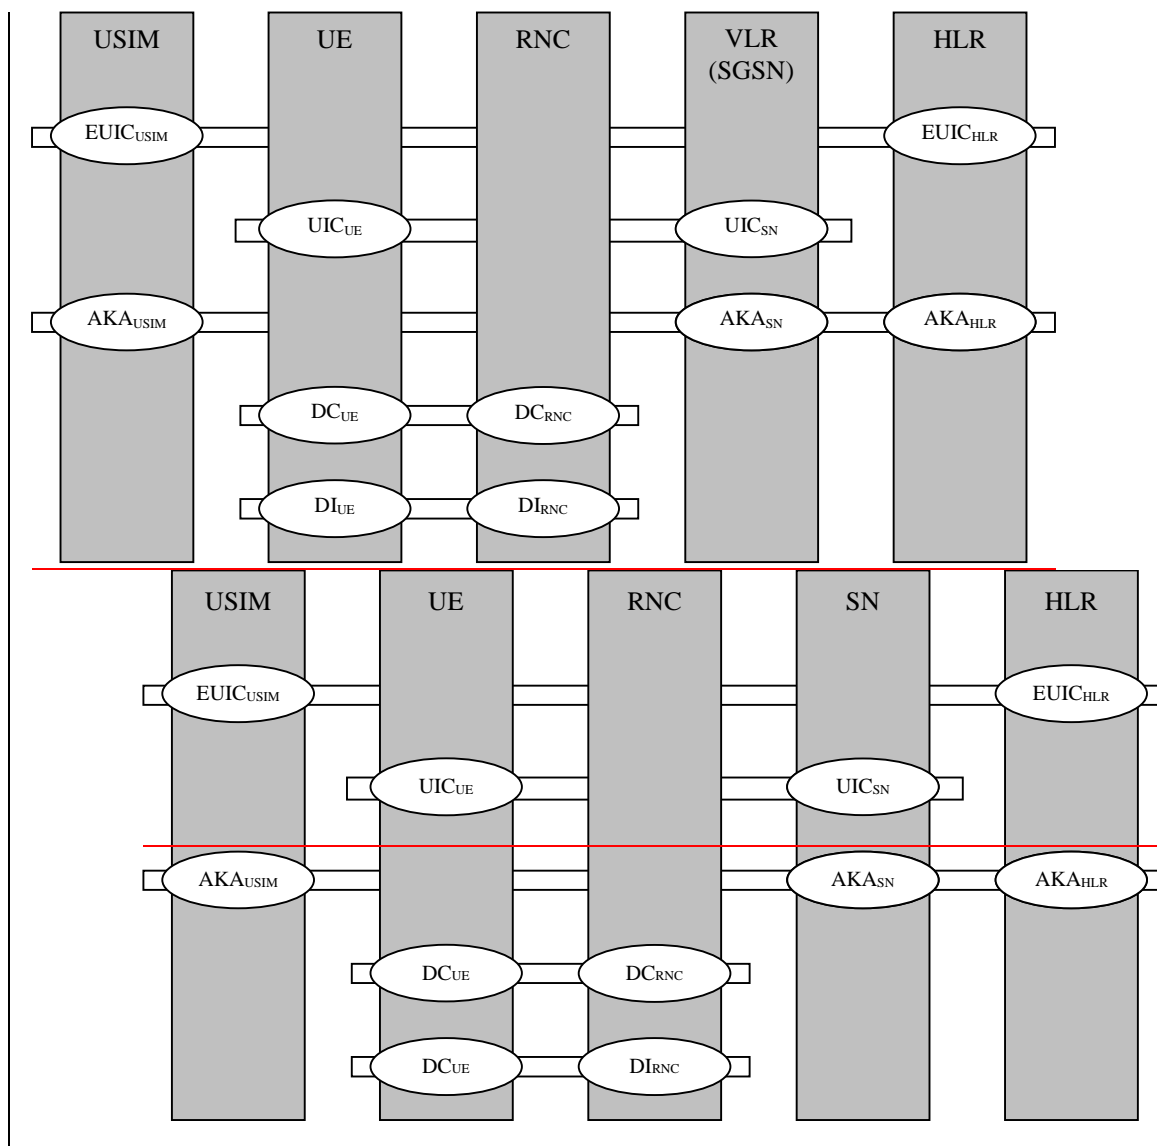 USIM UE RNC VLR HLR
(SGSN)
EUICUSIM EUICHLR
UICUE UICSN
AKAUSIM AKASN AKAHLR
DCUE DCRNC
DIUE DIRNC
USIM UE RNC SN HLR
EUICUSIM EUICHLR
UICUE UICSN
AKAUSIM AKASN AKAHLR
DCUE DCRNC
DCUE DIRNC